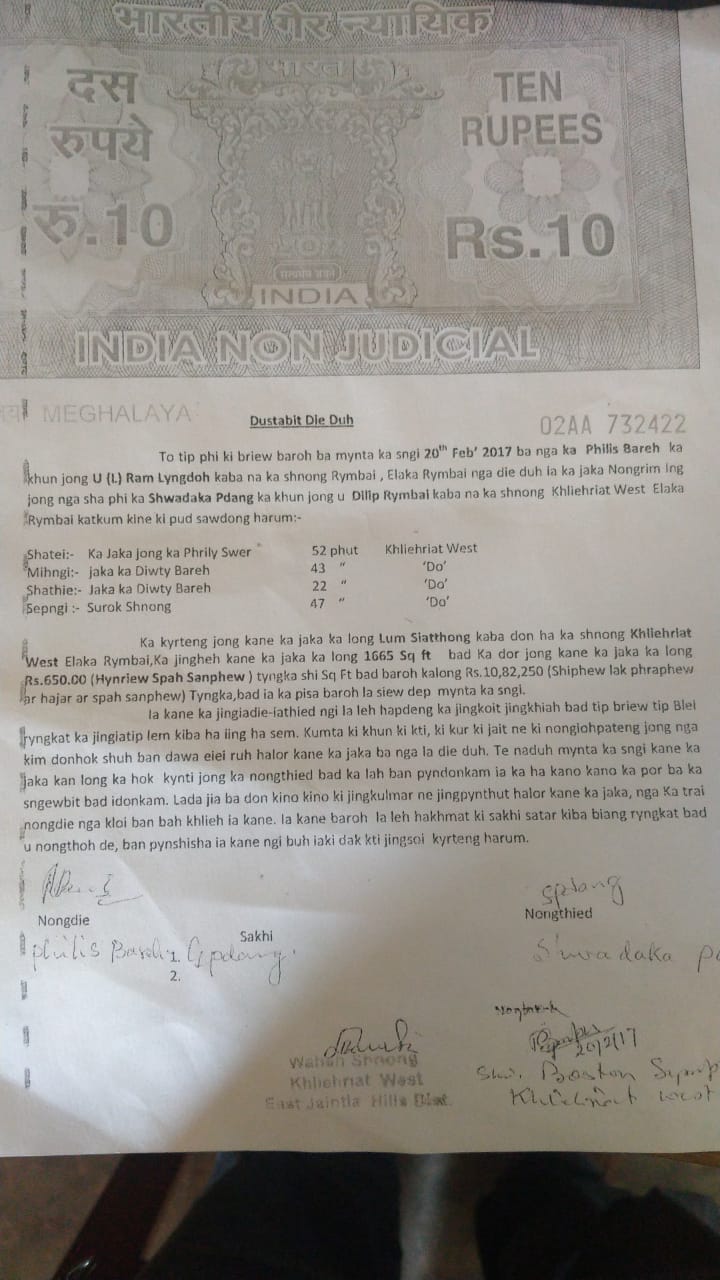 भारतीय गैर न्यायिक
दस
रुपये
रु.10
भारत
TEN
RUPEES
Rs.10
सत्यमेव जयते
INDIA
INDIA NON JUDICIAL
MEGHALAYA
02AA 732422
Dustabit Die Duh
To tip phi ki briew baroh ba mynta ka sngi 20th Feb' 2017 ba nga ka Philis Bareh ka
khun jong U (L) Ram Lyngdoh kaba na ka shnong Rymbai , Elaka Rymbai nga die duh ia ka jaka Nongrim Ing
jong nga sha phi ka Shwadaka Pdang ka khun jong u Dilip Rymbai kaba na ka shnong Khliehriat West Elaka
Rymbai katkum kine ki pud sawdong harum:-
Shatei:- Ka Jaka jong ka Phrily Swer 52 phut Khliehriat West
Mihngi:- jaka ka Diwty Bareh 43 " 'Do'
Shathie:- Jaka ka Diwty Bareh 22 " 'Do'
Sepngi :- Surok Shnong 47 " 'Do'
Ka kyrteng jong kane ka jaka ka long Lum Siatthong kaba don ha ka shnong Khliehriat
West Elaka Rymbai,Ka jingheh kane ka jaka ka long 1665 Sq ft bad Ka dor jong kane ka jaka ka long
Rs.650.00 (Hynriew Spah Sanphew ) tyngka shi Sq Ft bad baroh kalong Rs.10,82,250 (Shiphew lak phraphew
ar hajar ar spah sanphew) Tyngka,bad ia ka pisa baroh la siew dep mynta ka sngi.
Ia kane ka jingiadie-iathied ngi la leh hapdeng ka jingkoit jingkhiah bad tip briew tip Blei
ryngkat ka jingiatip lem kiba ha iing ha sem. Kumta ki khun ki kti, ki kur ki jait ne ki nongiohpateng jong nga
kim donhok shuh ban dawa eiei ruh halor kane ka jaka ba nga la die duh. Te naduh mynta ka sngi kane ka
jaka kan long ka hok kynti jong ka nongthied bad ka lah ban pyndonkam ia ka ha kano kano ka por ba ka
sngewbit bad idonkam. Lada jia ba don kino kino ki jingkulmar ne jingpynthut halor kane ka jaka, nga Ka trai
nongdie nga kloi ban bah khlieh ia kane. Ia kane baroh la leh hakhmat ki sakhi satar kiba biang ryngkat bad
u nongthoh de, ban pynshisha ia kane ngi buh iaki dak kti jingsoi kyrteng harum.
Spdang
Nongdie
Nongthied
Sakhi
Philis Bareh
1. Gpdang.
Shwadaka
2.
20/2/17
Waheh Shnong
Khliehriat West
East Jaintia Hills Dist.
Shri. Boston
Khliehriat West